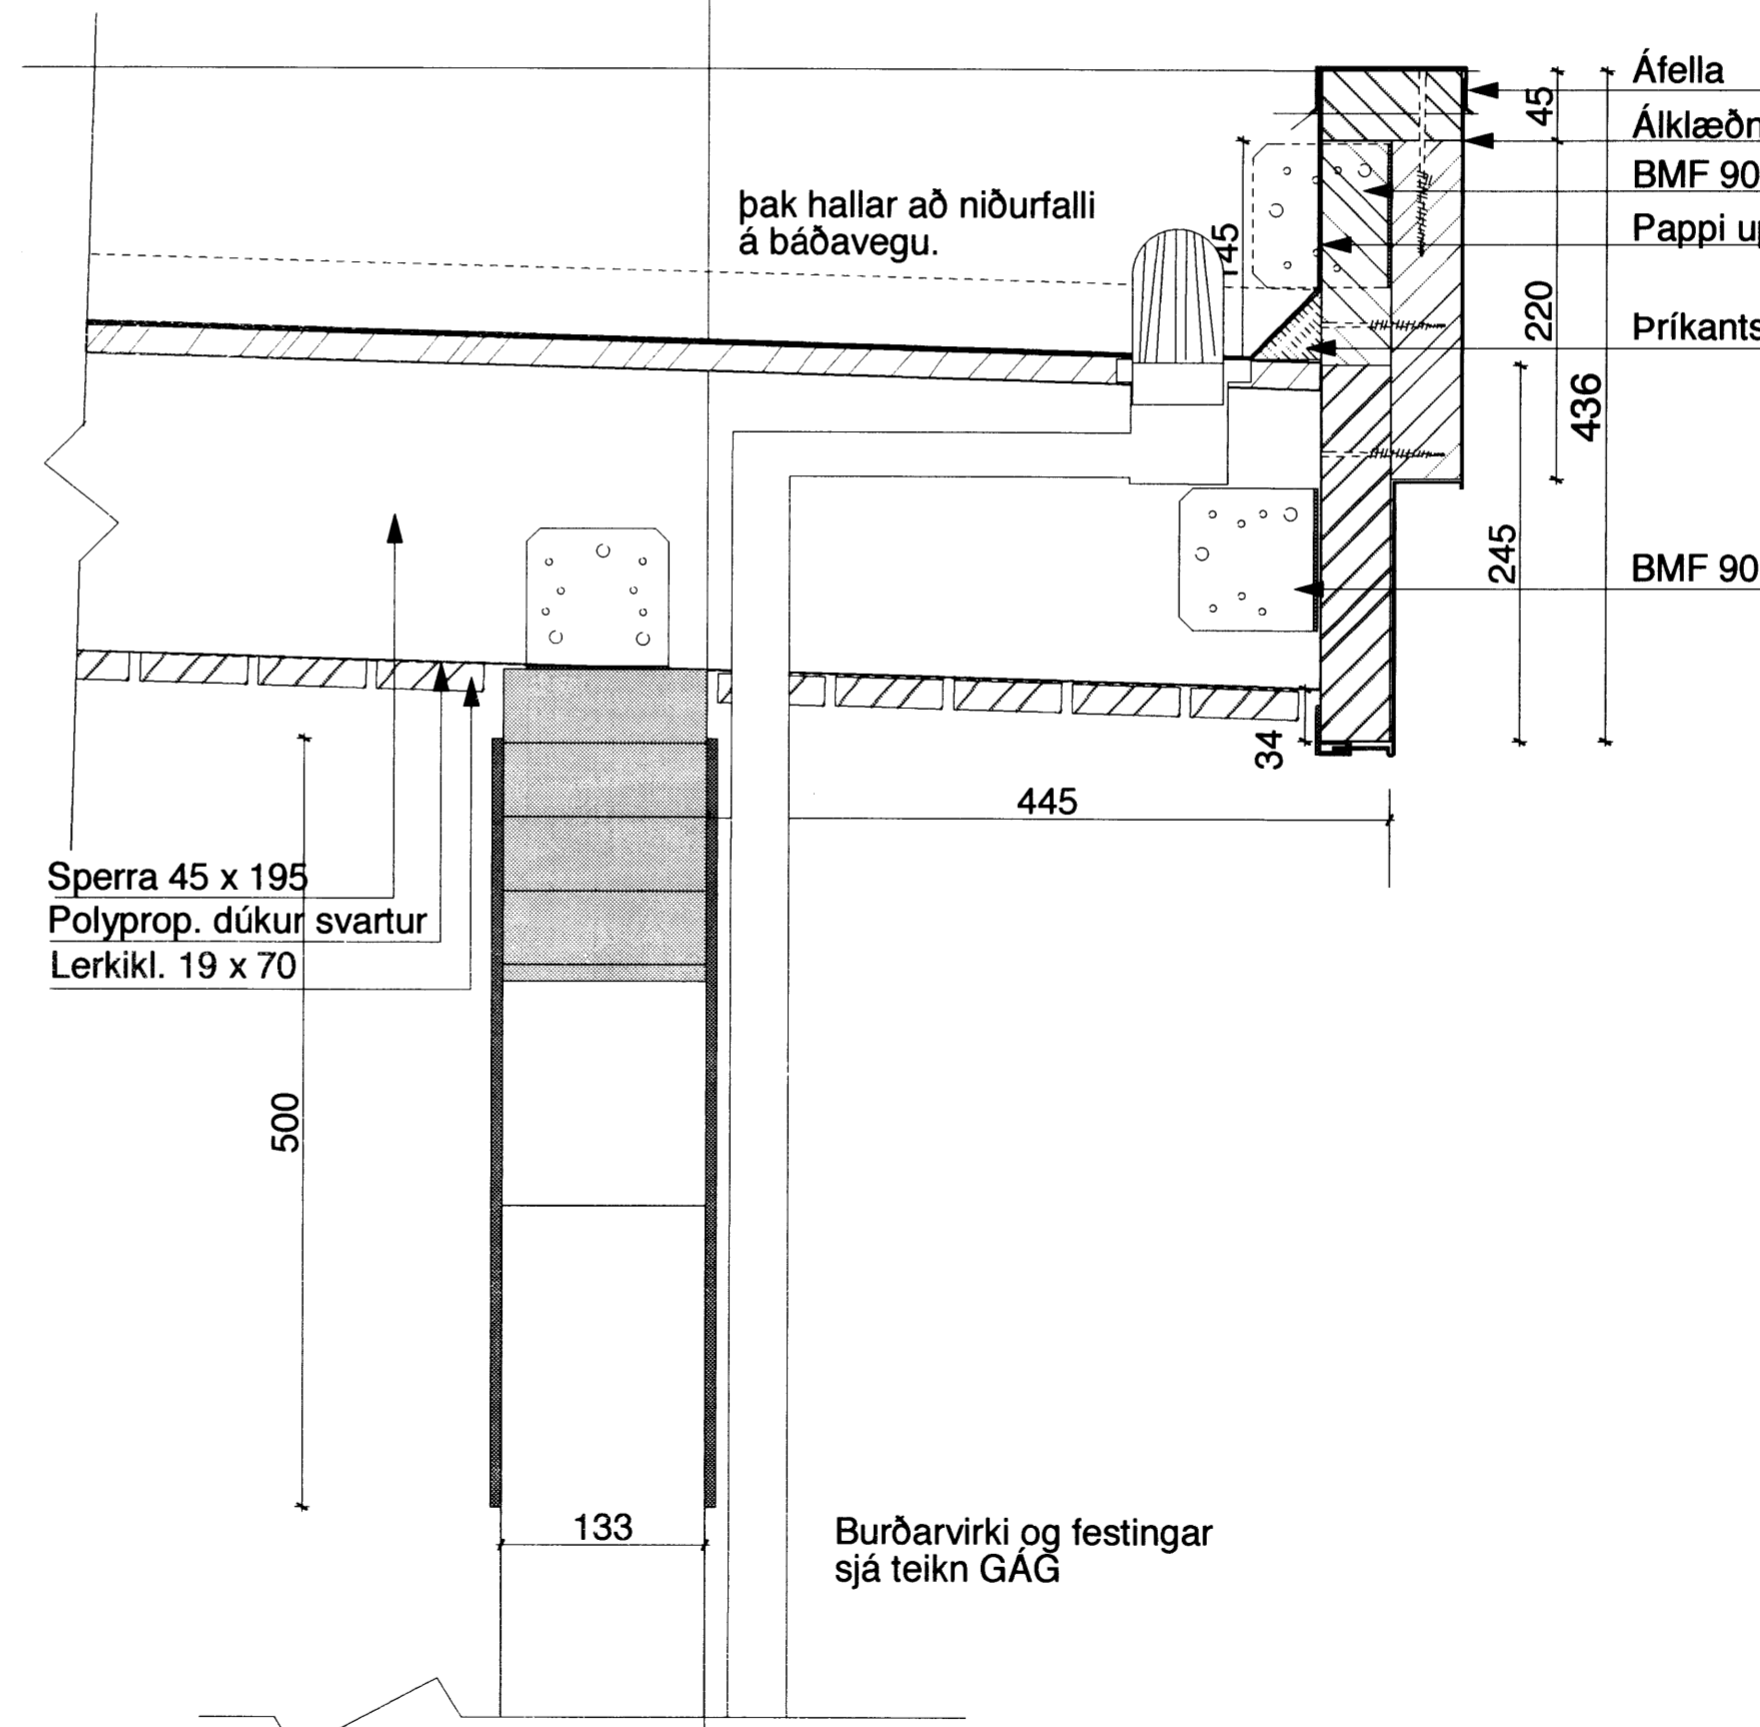 Áfella
45
Álklæðn
BMF 90
þak hallar að niðurfalli
á báðavegu.
145
Pappi up
220
Þríkants
436
245
BMF 90
34
445
Sperra 45 x 195
Polyprop. dúkur svartur
Lerkikl. 19 x 70
500
133
Burðarvirki og festingar
sjá teikn GÁG